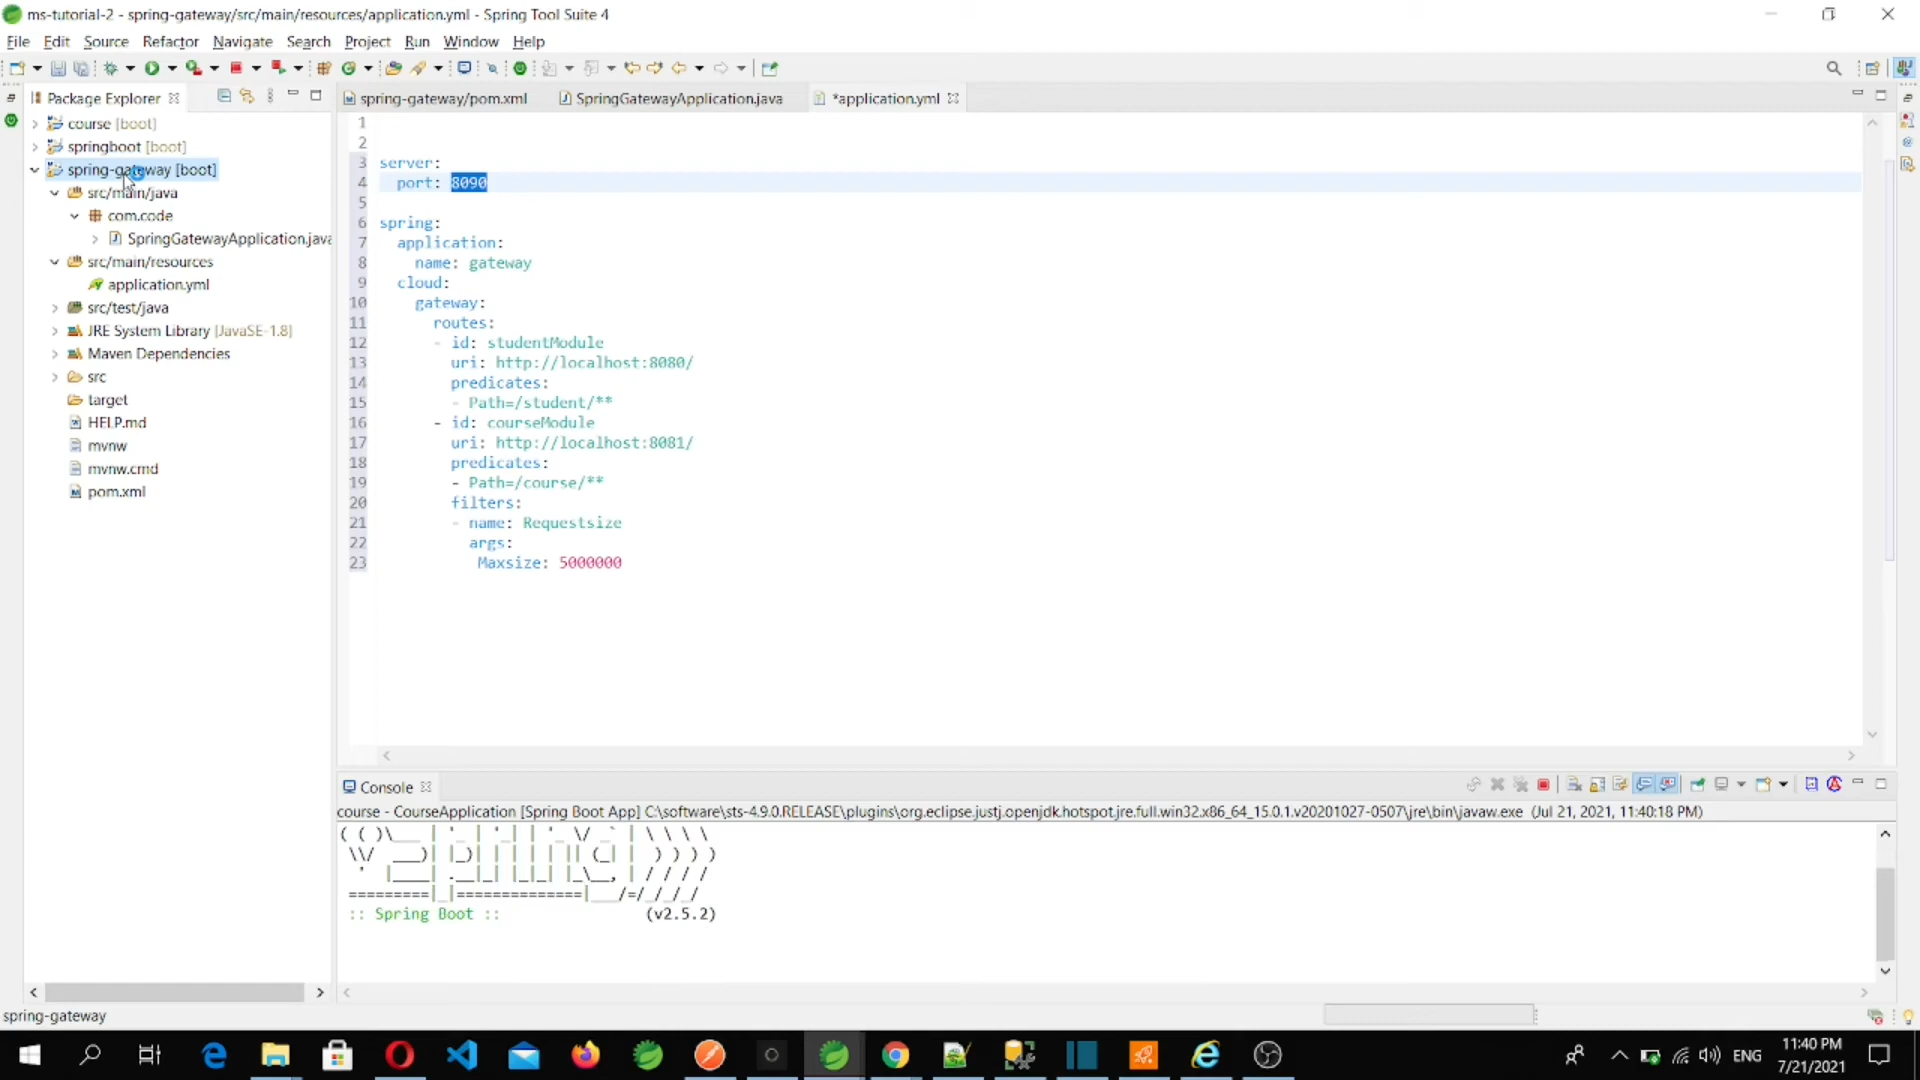 ms-tutorial-2 - spring-gateway/src/main/resources/application.yml - Spring Tool Suite 4
File Edit Source Refactor Navigate Search Project Run Window Help
Package Explorer
spring-gateway/pom.xml SpringGatewayApplication.java *application.yml
course [boot]
springboot [boot]
spring-gateway [boot]
src/main/java
com.code
SpringGatewayApplication.java
src/main/resources
application.yml
src/test/java
JRE System Library [JavaSE-1.8]
Maven Dependencies
src
target
HELP.md
mvnw
mvnw.cmd
pom.xml
1
2
3 server:
4 port: 8090
5
6 spring:
7 application:
8 name: gateway
9 cloud:
10 gateway:
11 routes:
12 - id: studentModule
13 uri: http://localhost:8080/
14 predicates:
15 - Path=/student/**
16 - id: courseModule
17 uri: http://localhost:8081/
18 predicates:
19 - Path=/course/**
20 filters:
21 - name: Requestsize
22 args:
23 Maxsize: 5000000
Console
course - CourseApplication [Spring Boot App] C:\software\sts-4.9.0.RELEASE\plugins\org.eclipse.justj.openjdk.hotspot.jre.full.win32.x86_64_15.0.1.v20201027-0507\jre\bin\javaw.exe (Jul 21, 2021, 11:40:18 PM)
:: Spring Boot :: (v2.5.2)
spring-gateway
ENG
11:40 PM
7/21/2021